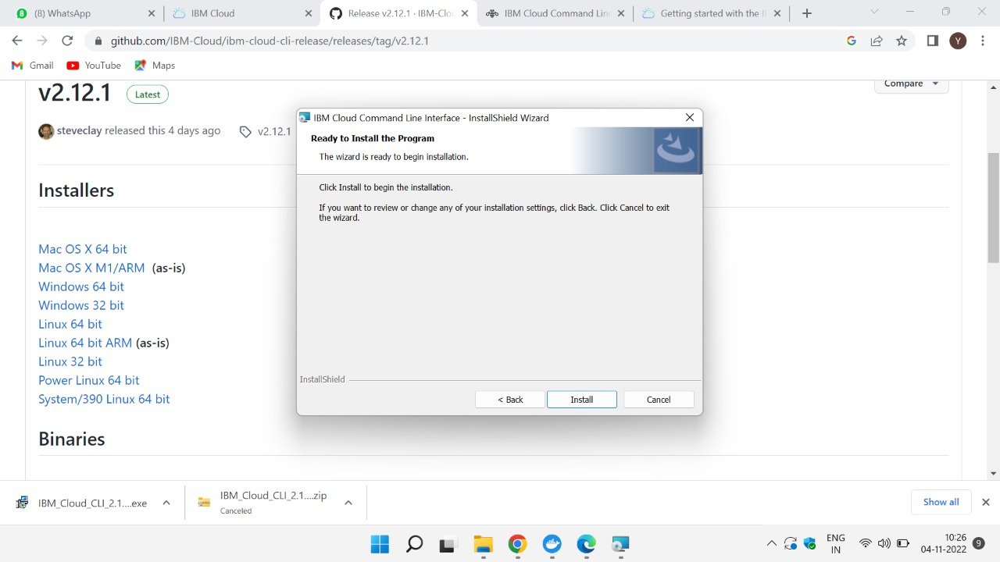 (8) WhatsApp
IBM Cloud
Release v2.12.1 · IBM-Clou
IBM Cloud Command Line
Getting started with the I
github.com/IBM-Cloud/ibm-cloud-cli-release/releases/tag/v2.12.1
Y
Gmail
YouTube
Maps
v2.12.1
Latest
Compare
steveclay released this 4 days ago
v2.12.1
IBM Cloud Command Line Interface - InstallShield Wizard
Ready to Install the Program
The wizard is ready to begin installation.
Click Install to begin the installation.
If you want to review or change any of your installation settings, click Back. Click Cancel to exit
the wizard.
InstallShield
< Back
Install
Cancel
Installers
Mac OS X 64 bit
Mac OS X M1/ARM (as-is)
Windows 64 bit
Windows 32 bit
Linux 64 bit
Linux 64 bit ARM (as-is)
Linux 32 bit
Power Linux 64 bit
System/390 Linux 64 bit
Binaries
IBM_Cloud_CLI_2.1....exe
IBM_Cloud_CLI_2.1....zip
Canceled
Show all
ENG
IN
10:26
04-11-2022
9